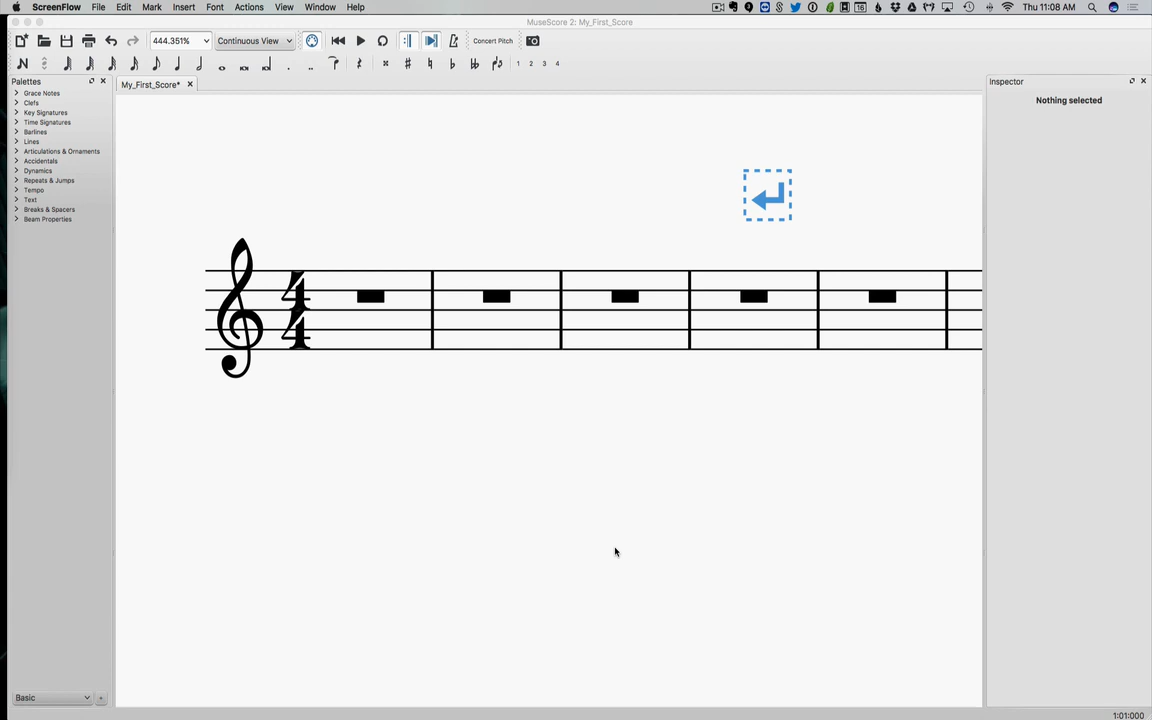 ScreenFlow File Edit Mark Insert Font Actions View Window Help 16 Thu 11:08 AM
MuseScore 2: My_First_Score
444.351% Continuous View Concert Pitch
1 2 3 4
Palettes
My_First_Score*
Inspector
Grace Notes
Clefs
Key Signatures
Time Signatures
Barlines
Lines
Articulations & Ornaments
Accidentals
Dynamics
Repeats & Jumps
Tempo
Text
Breaks & Spacers
Beam Properties
Nothing selected
4
4
Basic
1:01:000